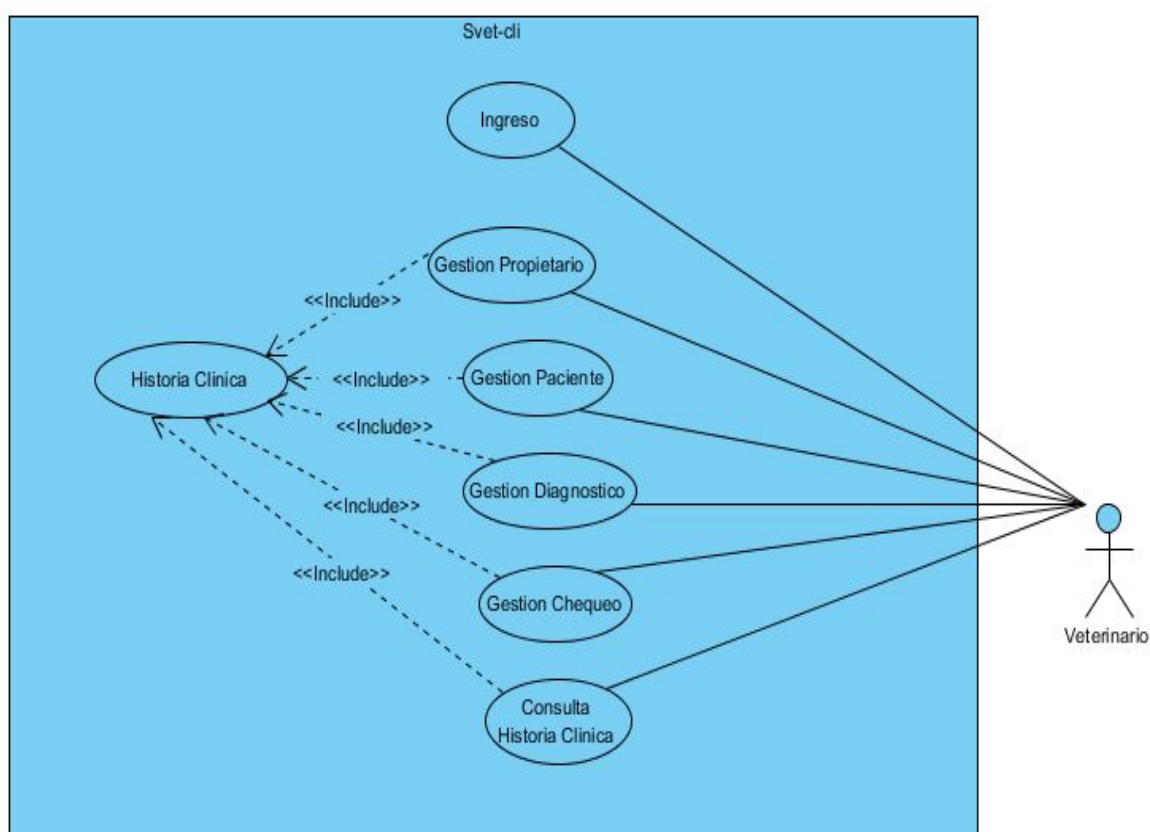 Svet-cli
Ingreso
Gestion Propietario
<<Include>>
Historia Clinica
<<Include>>
Gestion Paciente
<<Include>>
Gestion Diagnostico
<<Include>>
Gestion Chequeo
<<Include>>
Veterinario
Consulta
Historia Clinica